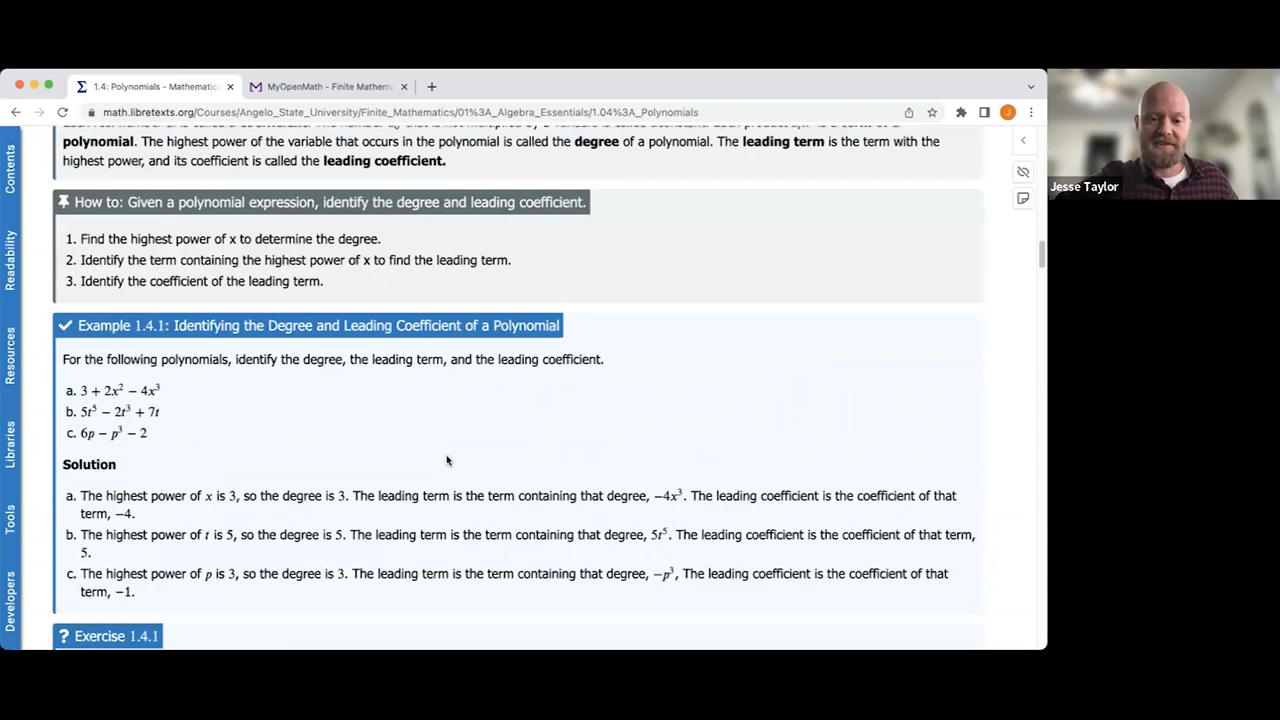 1.4: Polynomials - Mathematics
MyOpenMath - Finite Mathem
math.libretexts.org/Courses/Angelo_State_University/Finite_Mathematics/01%3A_Algebra_Essentials/1.04%3A_Polynomials
J
Jesse Taylor
Contents
Readability
Resources
Libraries
Tools
Developers
polynomial. The highest power of the variable that occurs in the polynomial is called the degree of a polynomial. The leading term is the term with the
highest power, and its coefficient is called the leading coefficient.
How to: Given a polynomial expression, identify the degree and leading coefficient.
1. Find the highest power of x to determine the degree.
2. Identify the term containing the highest power of x to find the leading term.
3. Identify the coefficient of the leading term.
Example 1.4.1: Identifying the Degree and Leading Coefficient of a Polynomial
For the following polynomials, identify the degree, the leading term, and the leading coefficient.
a. 3 + 2x² − 4x³
b. 5t⁵ − 2t³ + 7t
c. 6p − p³ − 2
Solution
a. The highest power of x is 3, so the degree is 3. The leading term is the term containing that degree, −4x³. The leading coefficient is the coefficient of that
term, −4.
b. The highest power of t is 5, so the degree is 5. The leading term is the term containing that degree, 5t⁵. The leading coefficient is the coefficient of that term,
5.
c. The highest power of p is 3, so the degree is 3. The leading term is the term containing that degree, −p³, The leading coefficient is the coefficient of that
term, −1.
? Exercise 1.4.1